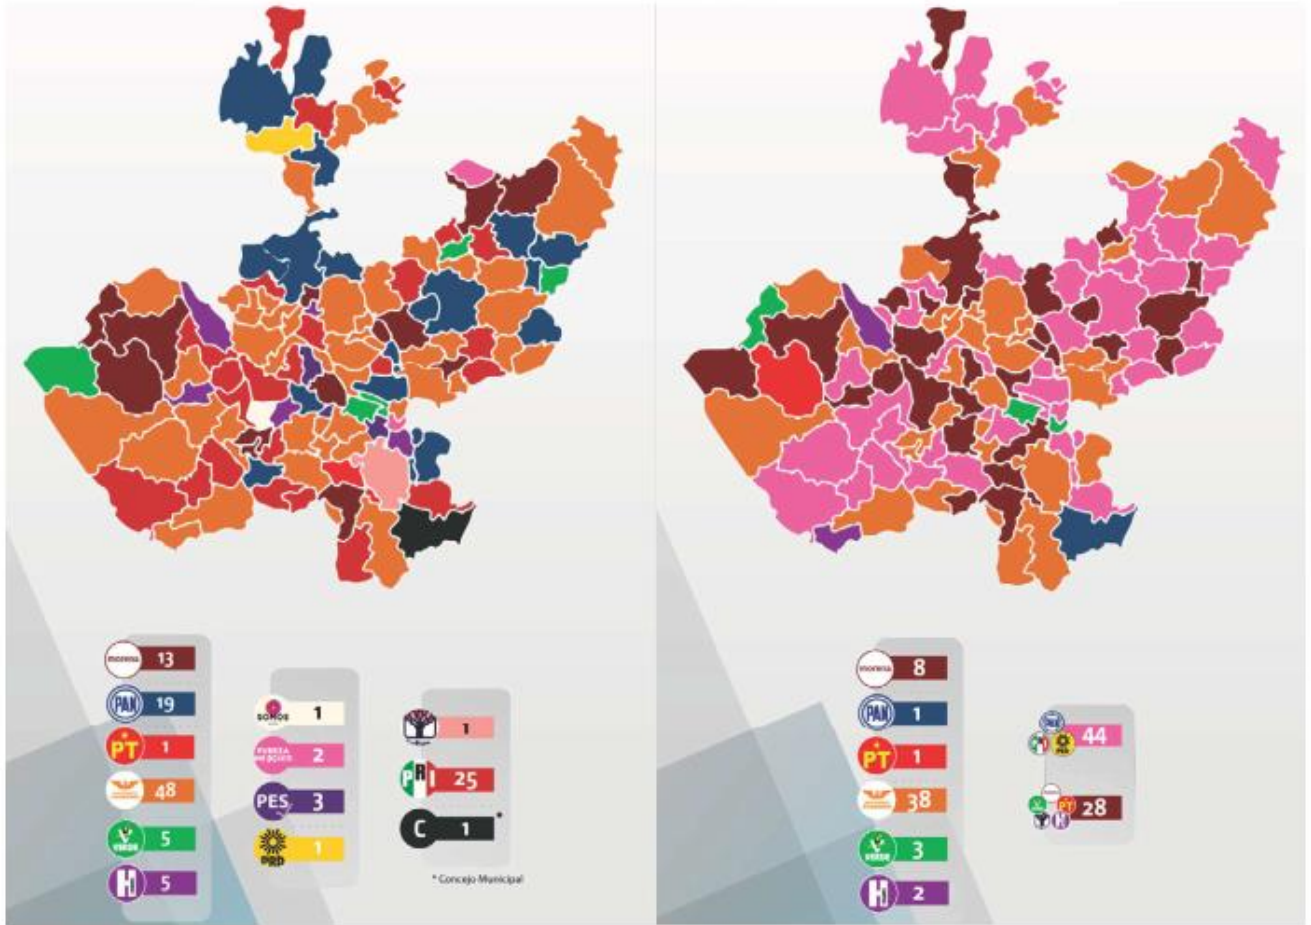 morena 13
PAN 19
PT 1
48
VERDE 5
H 5
SOMOS 1
FUERZA MÉXICO 2
PES 3
PRD 1
1
PRI 25
C 1 *
* Concejo Municipal
morena 8
PAN 1
PT 1
38
VERDE 3
H 2
PAN
PRD 44
PT 28